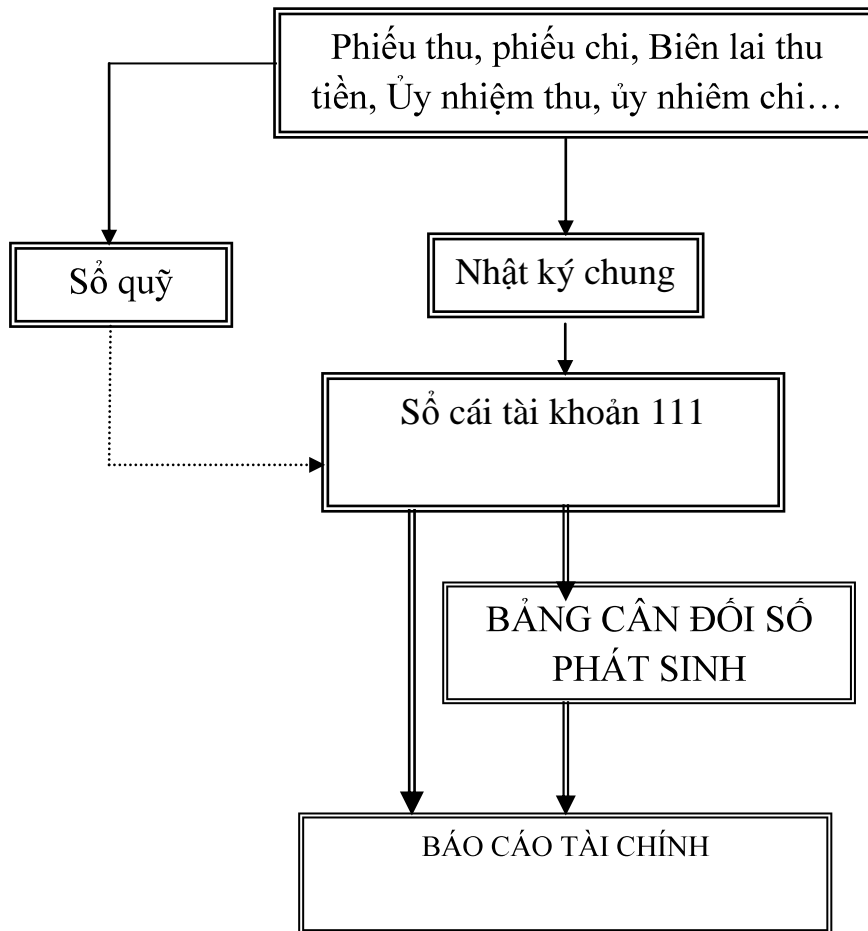 Phiếu thu, phiếu chi, Biên lai thu
tiền, Ủy nhiệm thu, ủy nhiêm chi…
Sổ quỹ
Nhật ký chung
Sổ cái tài khoản 111
BẢNG CÂN ĐỐI SỐ
PHÁT SINH
BÁO CÁO TÀI CHÍNH